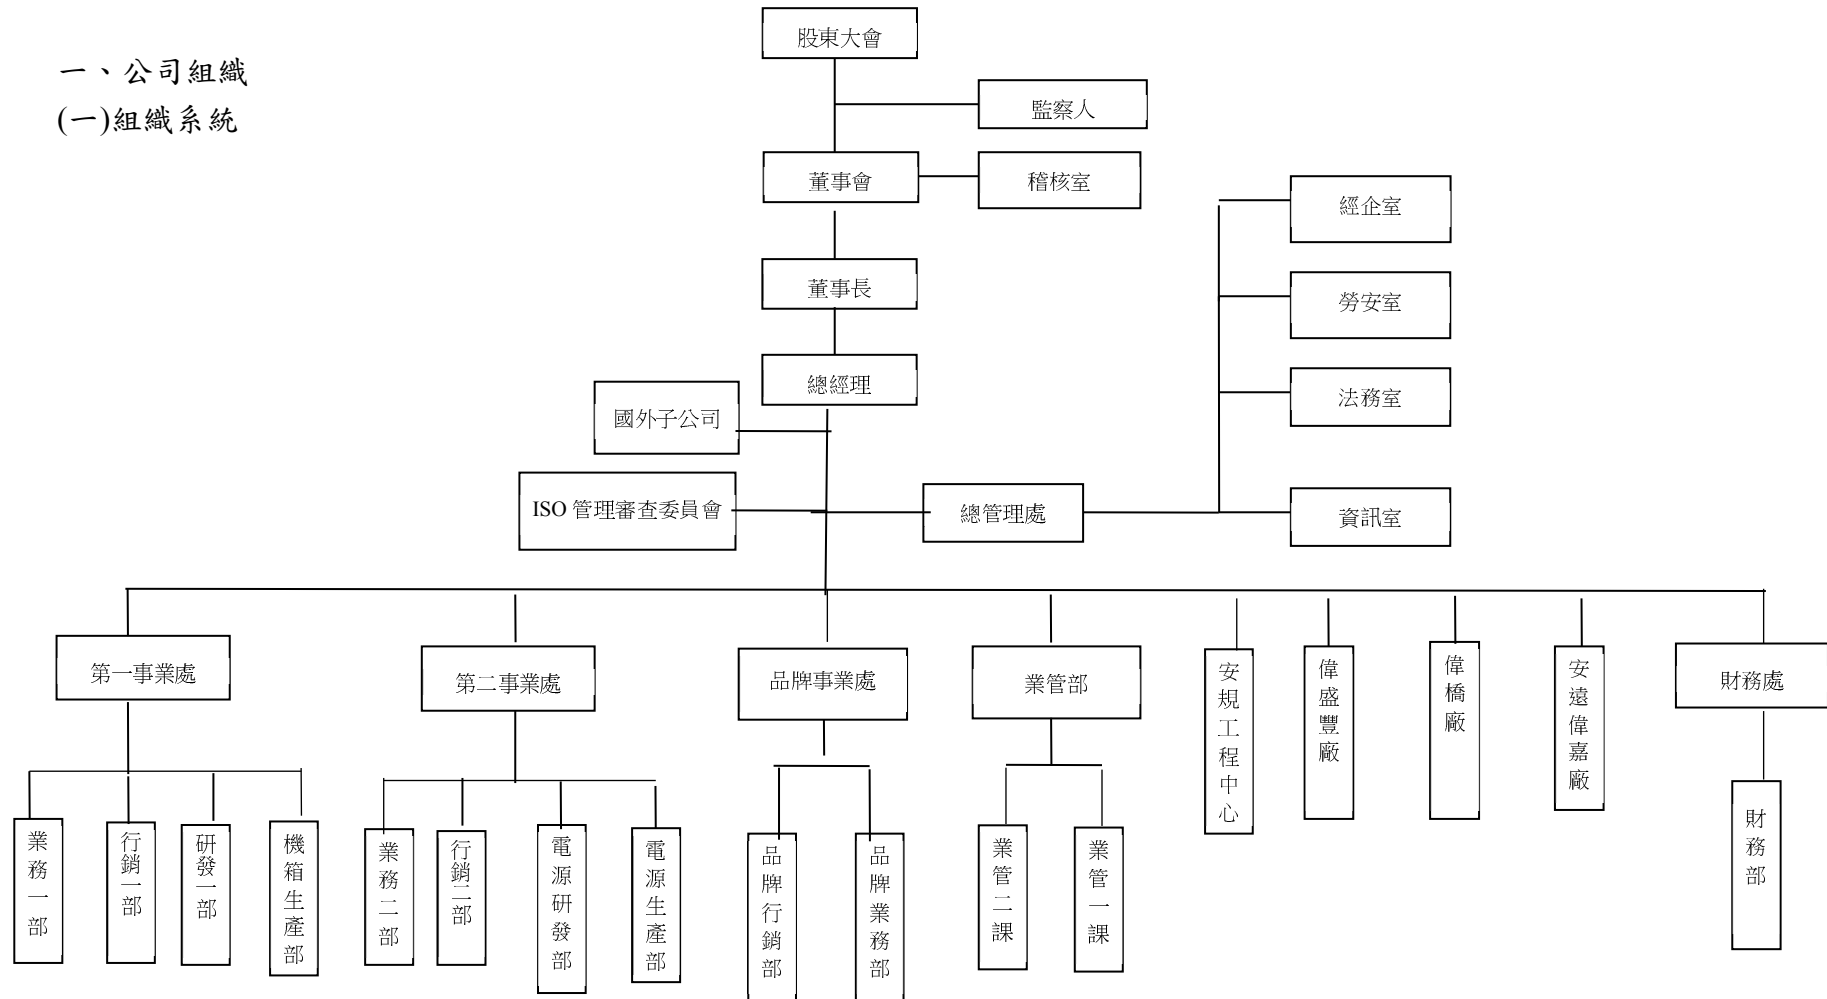 股東大會
一、公司組織
(一)組織系統
監察人
董事會
稽核室
經企室
董事長
勞安室
總經理
國外子公司
法務室
ISO 管理審查委員會
總管理處
資訊室
第一事業處
第二事業處
品牌事業處
業管部
安規工程中心
偉盛豐廠
偉橋廠
安遠偉嘉廠
財務處
業務一部
行銷一部
研發一部
機箱生產部
業務二部
行銷二部
電源研發部
電源生產部
品牌行銷部
品牌業務部
業管二課
業管一課
財務部